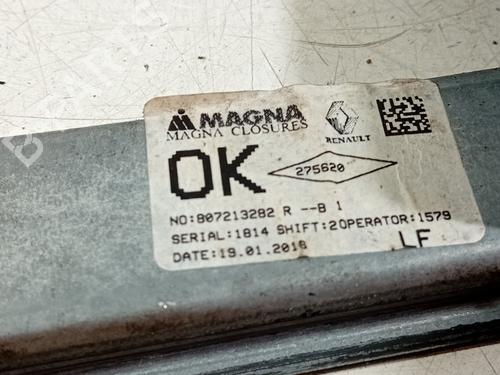 MAGNA
MAGNA CLOSURES
RENAULT
OK
275620
NO:807213282 R --B 1
SERIAL:1814 SHIFT:2OPERATOR:1579
DATE:19.01.2018
LF